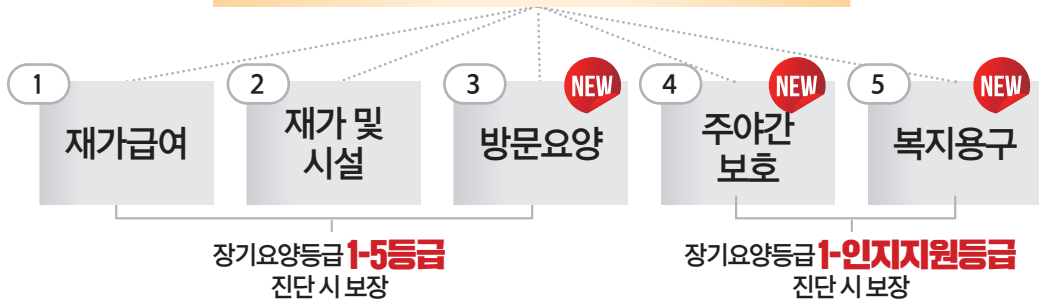 1
재가급여
2
재가 및
시설
3
NEW
방문요양
4
NEW
주야간
보호
5
NEW
복지용구
장기요양등급 1-5등급
진단 시 보장
장기요양등급 1-인지지원등급
진단 시 보장